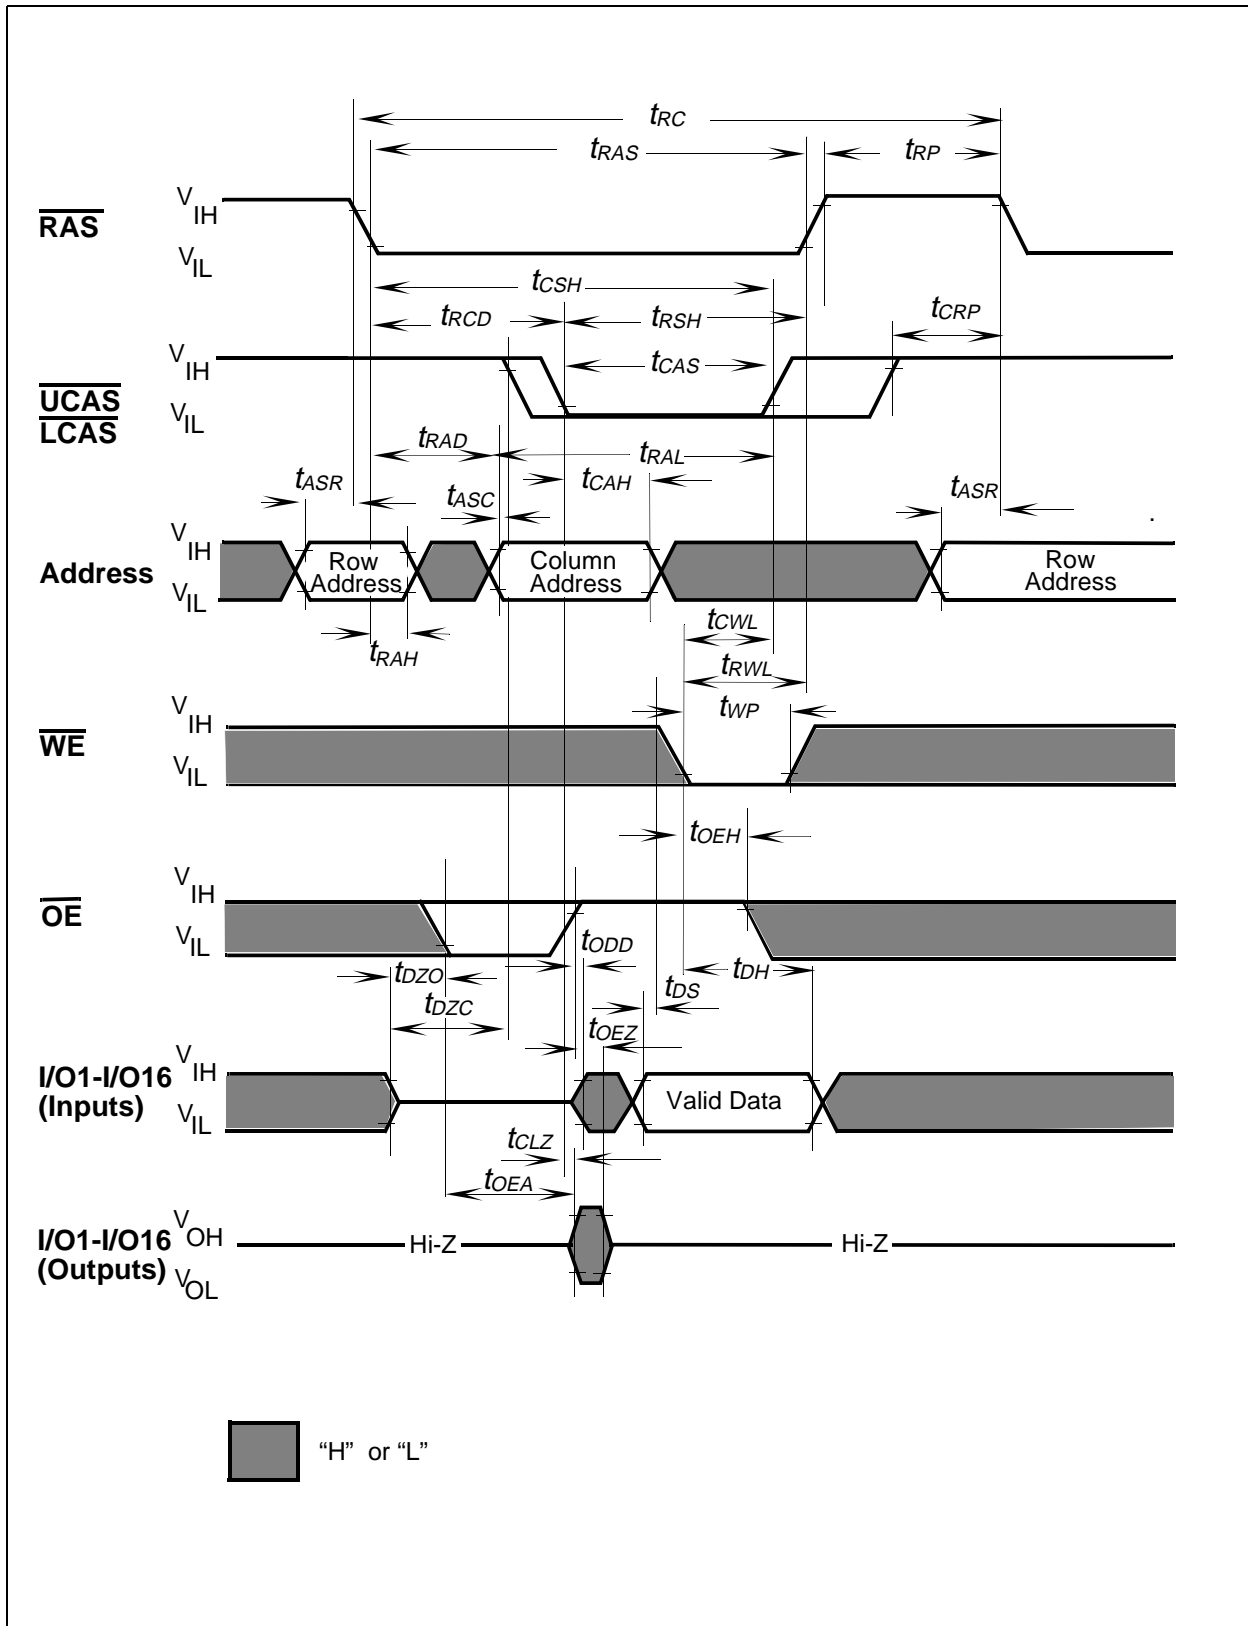 tRC
tRAS
tRP
RAS
VIH
VIL
tCSH
tRCD
tRSH
tCRP
UCAS
LCAS
VIH
VIL
tCAS
tRAD
tRAL
tASR
tASC
tCAH
tASR
.
Address
VIH
VIL
Row
Address
Column
Address
Row
Address
tRAH
tCWL
tRWL
tWP
WE
VIH
VIL
tOEH
OE
VIH
VIL
tODD
tDZO
tDH
tDS
tDZC
tOEZ
I/O1-I/O16
(Inputs)
VIH
VIL
Valid Data
tCLZ
tOEA
I/O1-I/O16
(Outputs)
VOH
VOL
Hi-Z
Hi-Z
“H” or “L”